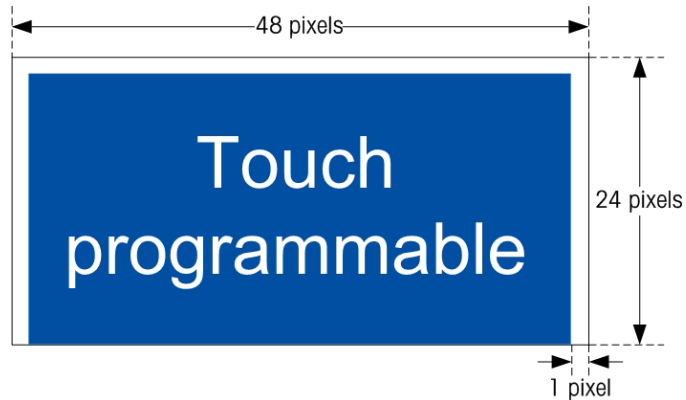 48 pixels
Touch
programmable
24 pixels
1 pixel